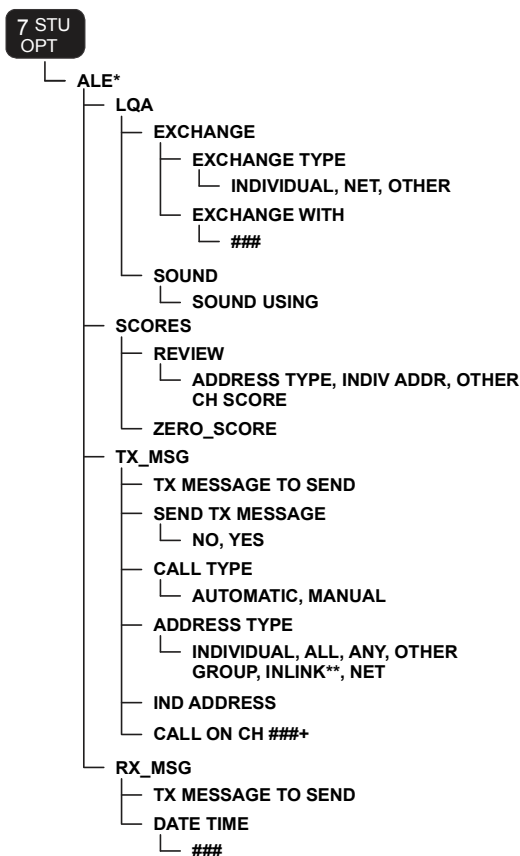 7 STU
OPT
ALE*
LQA
EXCHANGE
EXCHANGE TYPE
INDIVIDUAL, NET, OTHER
EXCHANGE WITH
###
SOUND
SOUND USING
SCORES
REVIEW
ADDRESS TYPE, INDIV ADDR, OTHER
CH SCORE
ZERO_SCORE
TX_MSG
TX MESSAGE TO SEND
SEND TX MESSAGE
NO, YES
CALL TYPE
AUTOMATIC, MANUAL
ADDRESS TYPE
INDIVIDUAL, ALL, ANY, OTHER
GROUP, INLINK**, NET
IND ADDRESS
CALL ON CH ###+
RX_MSG
TX MESSAGE TO SEND
DATE TIME
###